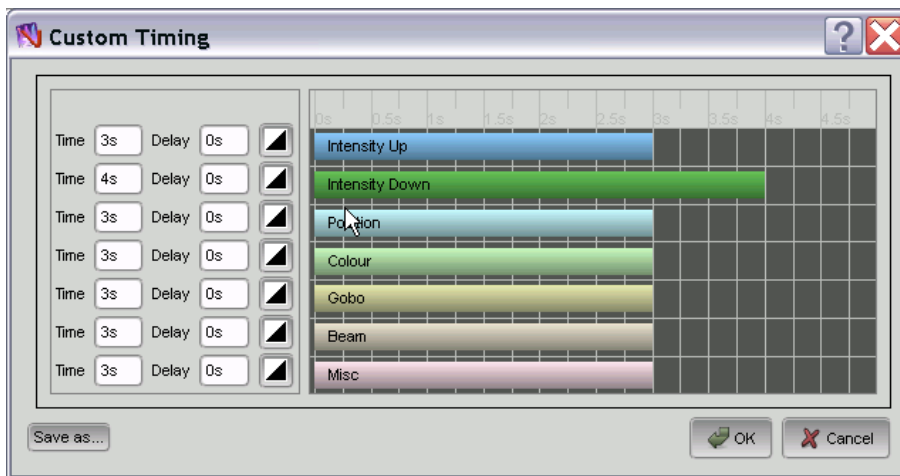 Custom Timing
0s 0.5s 1s 1.5s 2s 2.5s 3s 3.5s 4s 4.5s
Time 3s Delay 0s Intensity Up
Time 4s Delay 0s Intensity Down
Time 3s Delay 0s Position
Time 3s Delay 0s Colour
Time 3s Delay 0s Gobo
Time 3s Delay 0s Beam
Time 3s Delay 0s Misc
Save as... OK Cancel